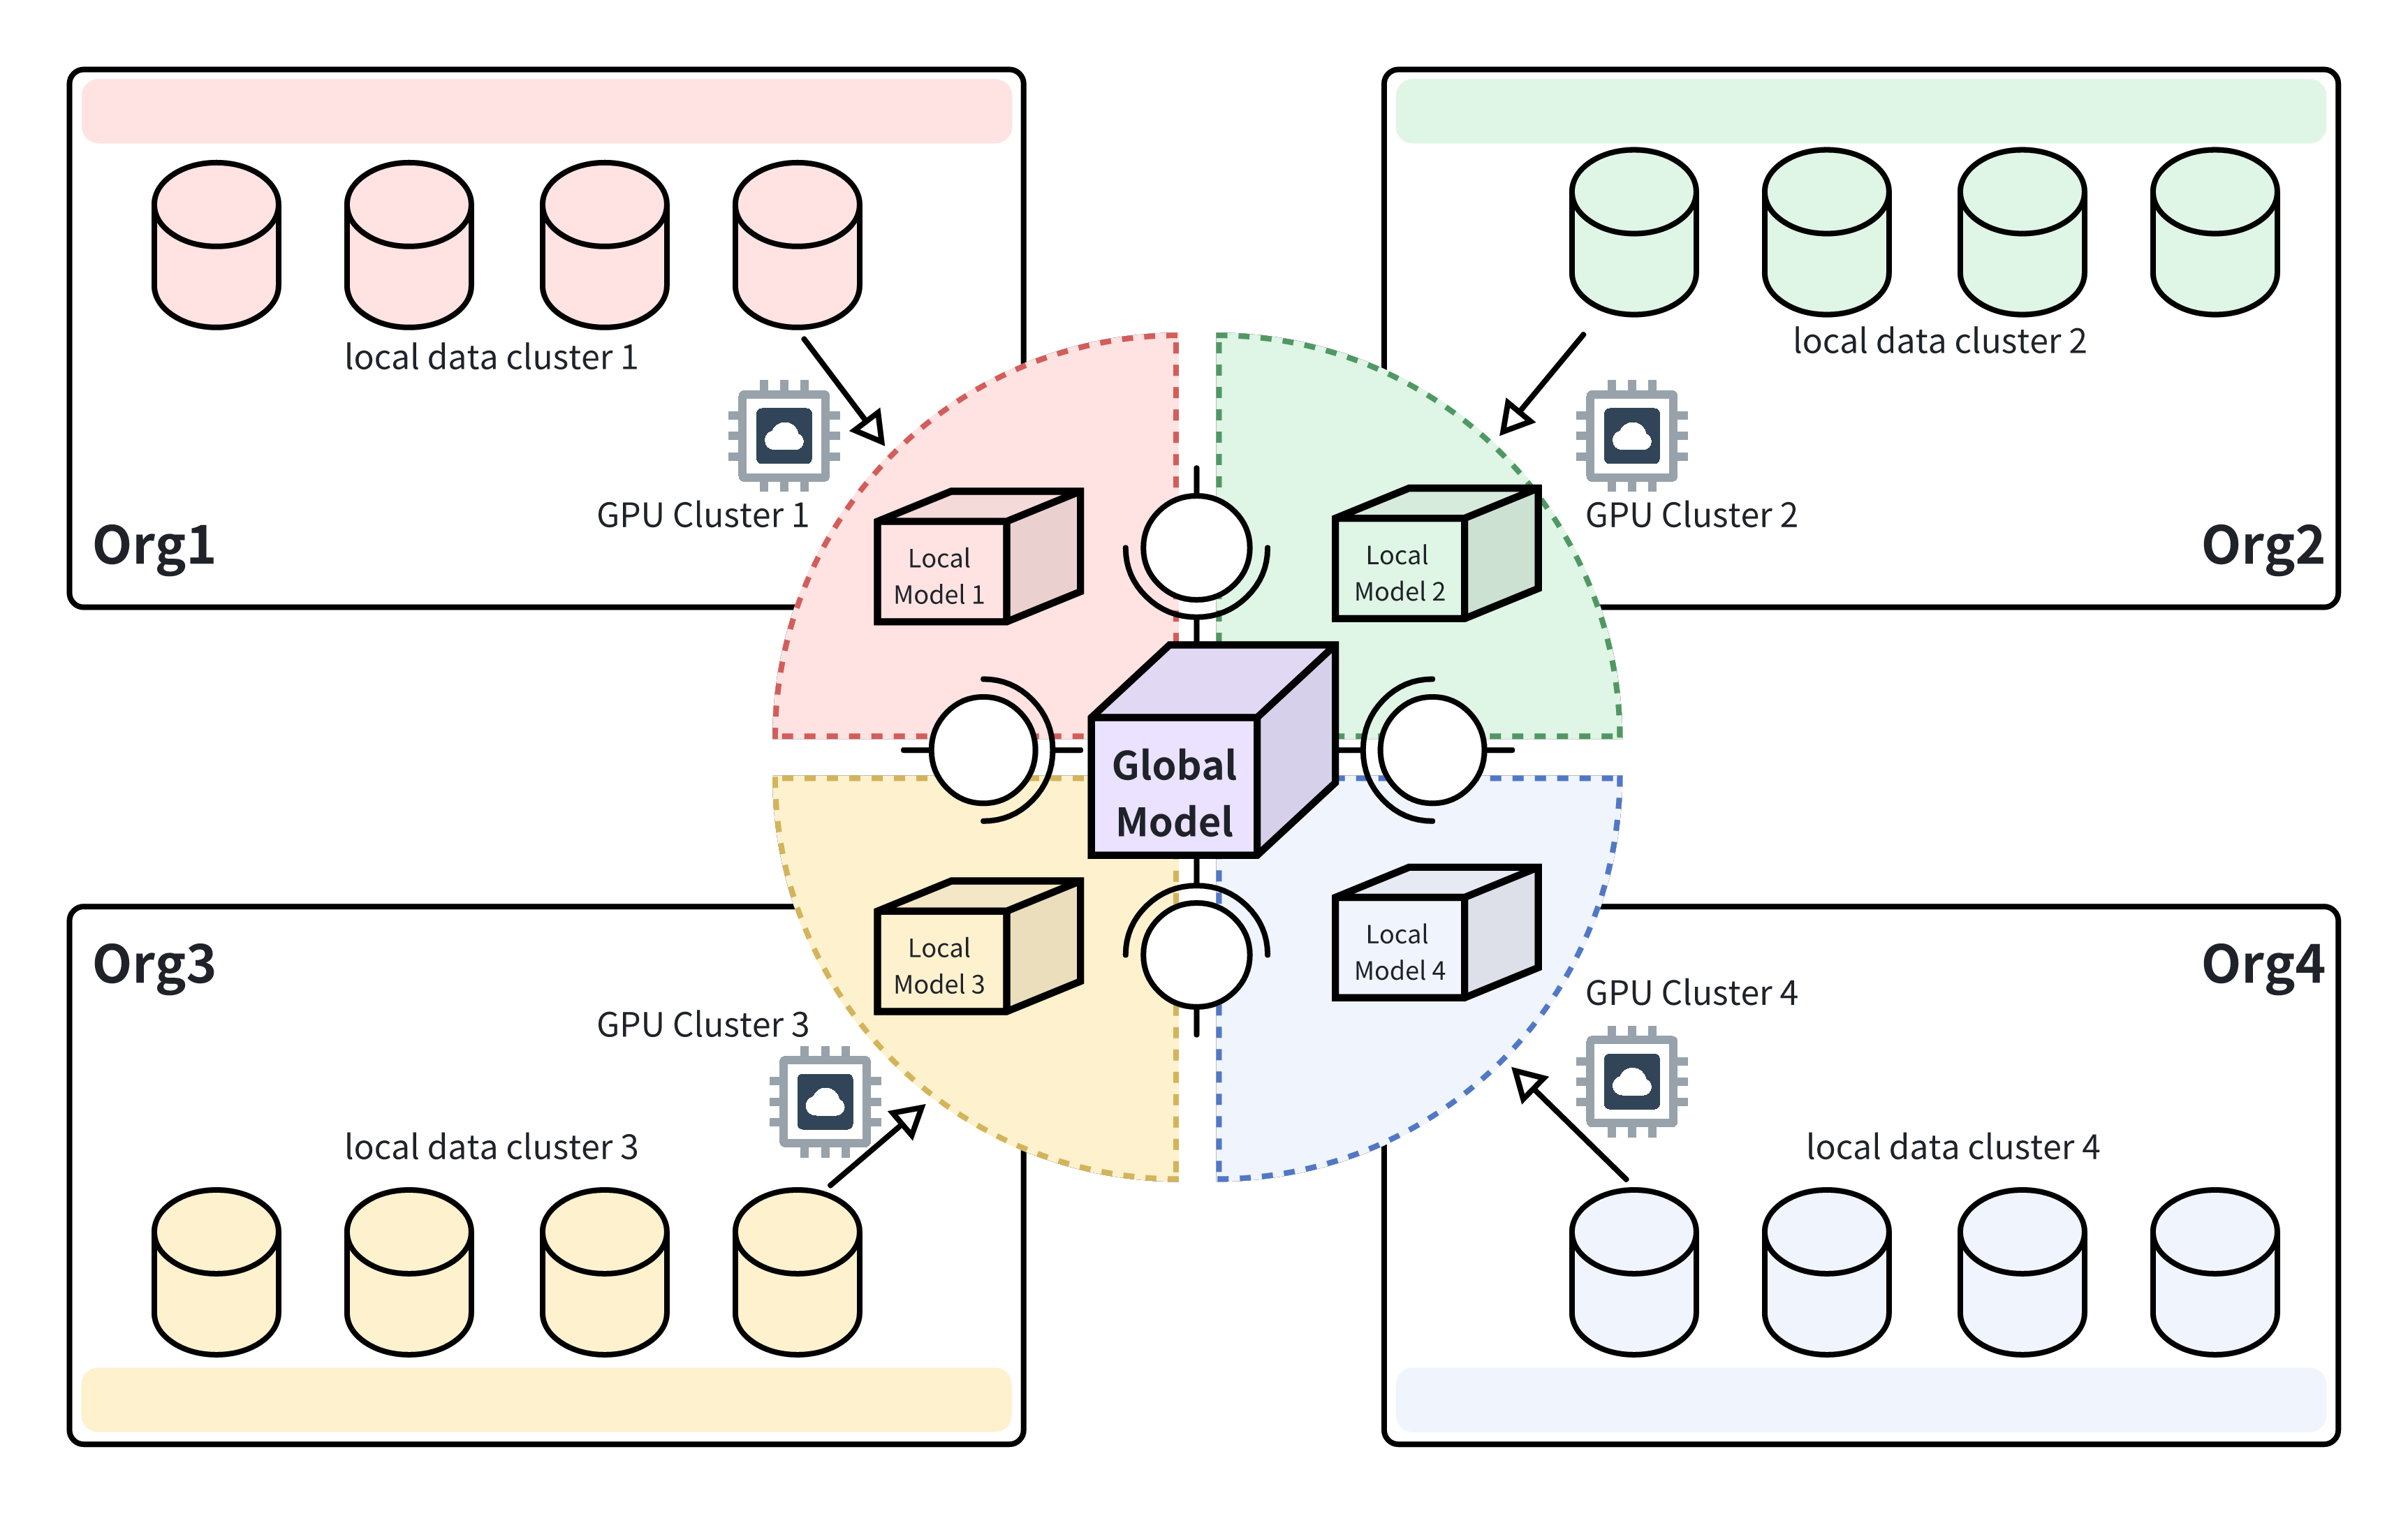 local data cluster 1
GPU Cluster 1
Org1
Local
Model 1
local data cluster 2
GPU Cluster 2
Org2
Local
Model 2
Global
Model
Org3
GPU Cluster 3
local data cluster 3
Local
Model 3
Org4
GPU Cluster 4
local data cluster 4
Local
Model 4